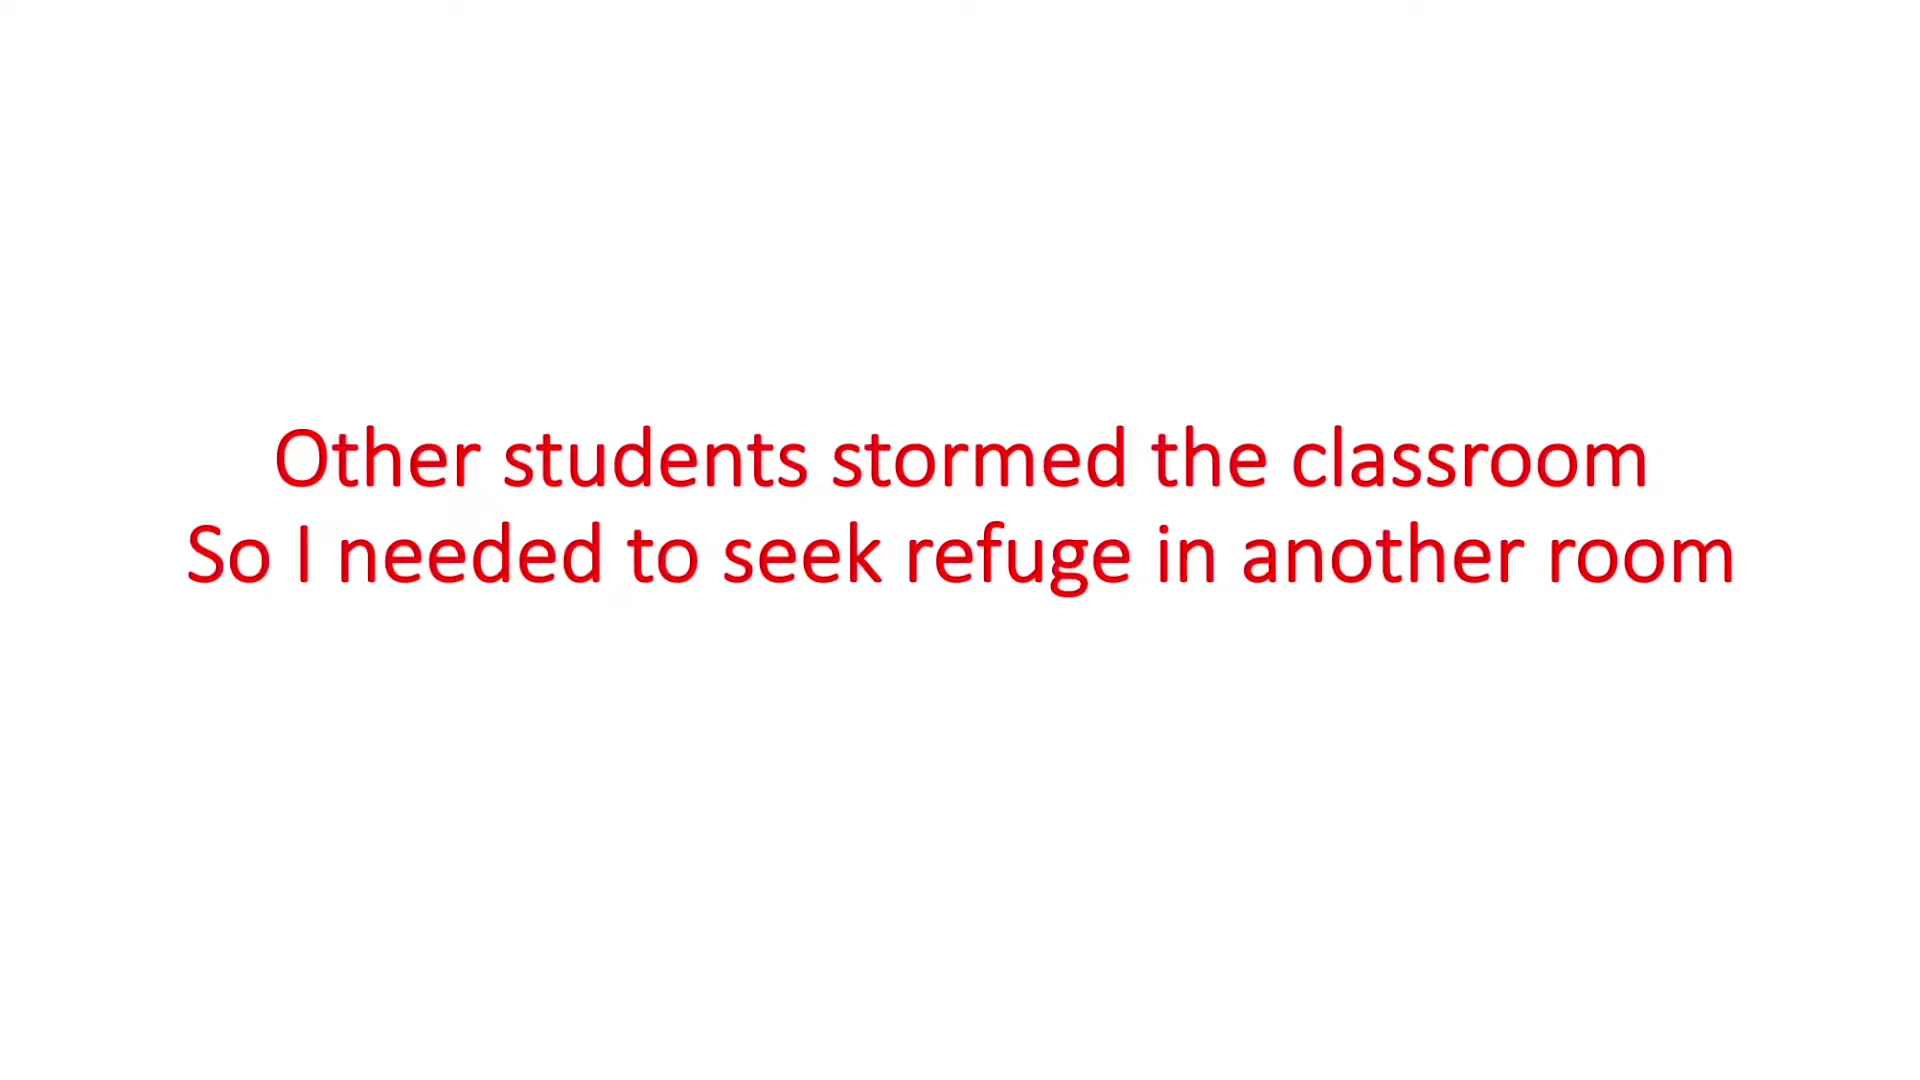 Other students stormed the classroom
So I needed to seek refuge in another room